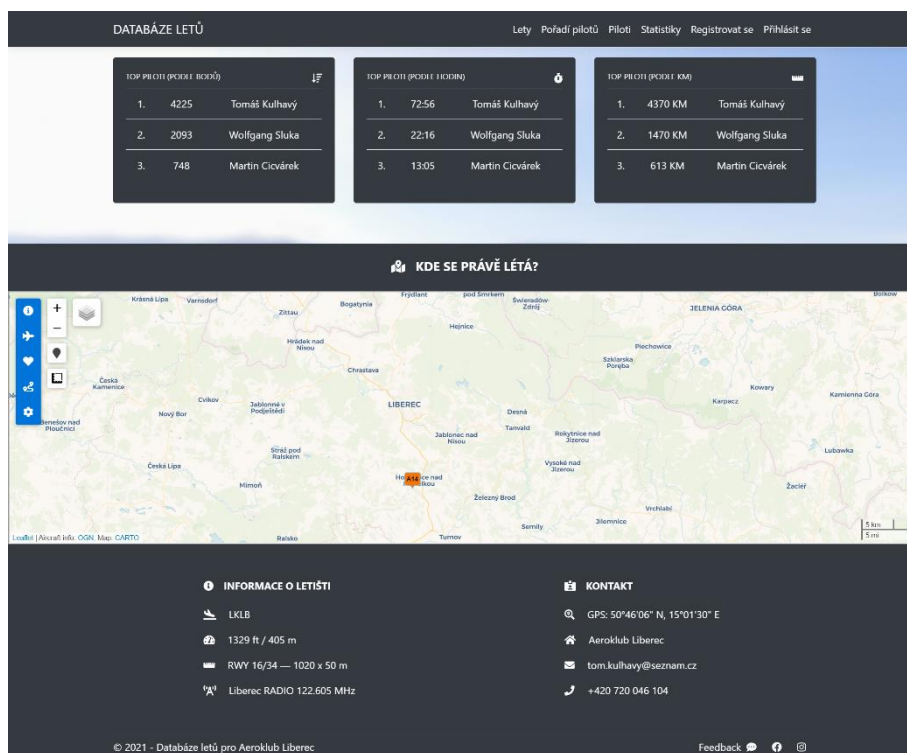 DATABÁZE LETŮ
Lety Pořadí pilotů Piloti Statistiky Registrovat se Přihlásit se
TOP PILOTI (PODLE BODŮ)
1. 4225 Tomáš Kulhavý
2. 2093 Wolfgang Sluka
3. 748 Martin Cicvárek
TOP PILOTI (PODLE HODIN)
1. 72:56 Tomáš Kulhavý
2. 22:16 Wolfgang Sluka
3. 13:05 Martin Cicvárek
TOP PILOTI (PODLE KM)
1. 4370 KM Tomáš Kulhavý
2. 1470 KM Wolfgang Sluka
3. 613 KM Martin Cicvárek
KDE SE PRÁVĚ LÉTÁ?
+
−
Krásná Lípa
Varnsdorf
Zittau
Bogatynia
Frýdlant
pod Smrkem
Świeradów-
Zdrój
JELENIA GÓRA
Bolków
Hejnice
Hrádek nad
Nisou
Piechowice
Szklarska
Poręba
Chrastava
Česká
Kamenice
Kowary
Karpacz
Kamienna Góra
Cvikov
Jablonné v
Podještědí
LIBEREC
Nový Bor
Desná
Benešov nad
Ploučnicí
Tanvald
Jablonec nad
Nisou
Rokytnice nad
Jizerou
Stráž pod
Ralskem
Lubawka
Česká Lípa
Vysoké nad
Jizerou
A14
Mimoň
Žacléř
Železný Brod
Vrchlabí
Jilemnice
Semily
5 km
5 mi
Leaflet | Aircraft info: OGN, Map: CARTO
Ralsko
Turnov
INFORMACE O LETIŠTI
LKLB
1329 ft / 405 m
RWY 16/34 — 1020 x 50 m
Liberec RADIO 122.605 MHz
KONTAKT
GPS: 50°46'06" N, 15°01'30" E
Aeroklub Liberec
tom.kulhavy@seznam.cz
+420 720 046 104
© 2021 - Databáze letů pro Aeroklub Liberec
Feedback